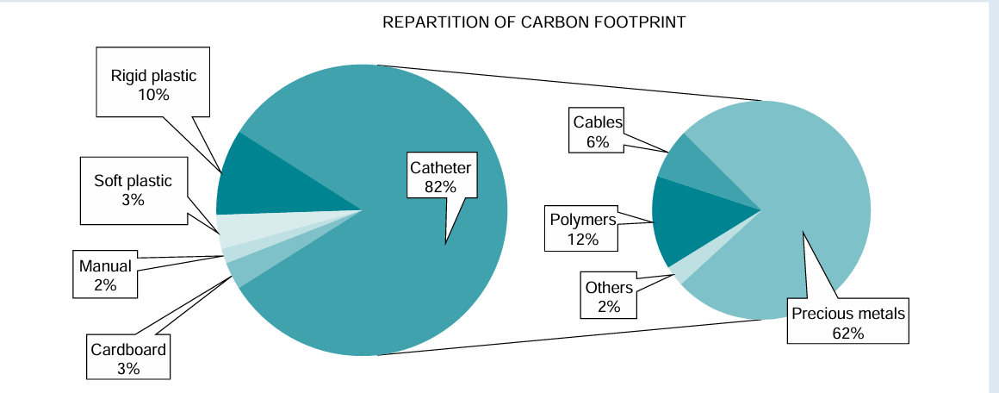 REPARTITION OF CARBON FOOTPRINT
Rigid plastic
10%
Soft plastic
3%
Manual
2%
Cardboard
3%
Catheter
82%
Cables
6%
Polymers
12%
Others
2%
Precious metals
62%